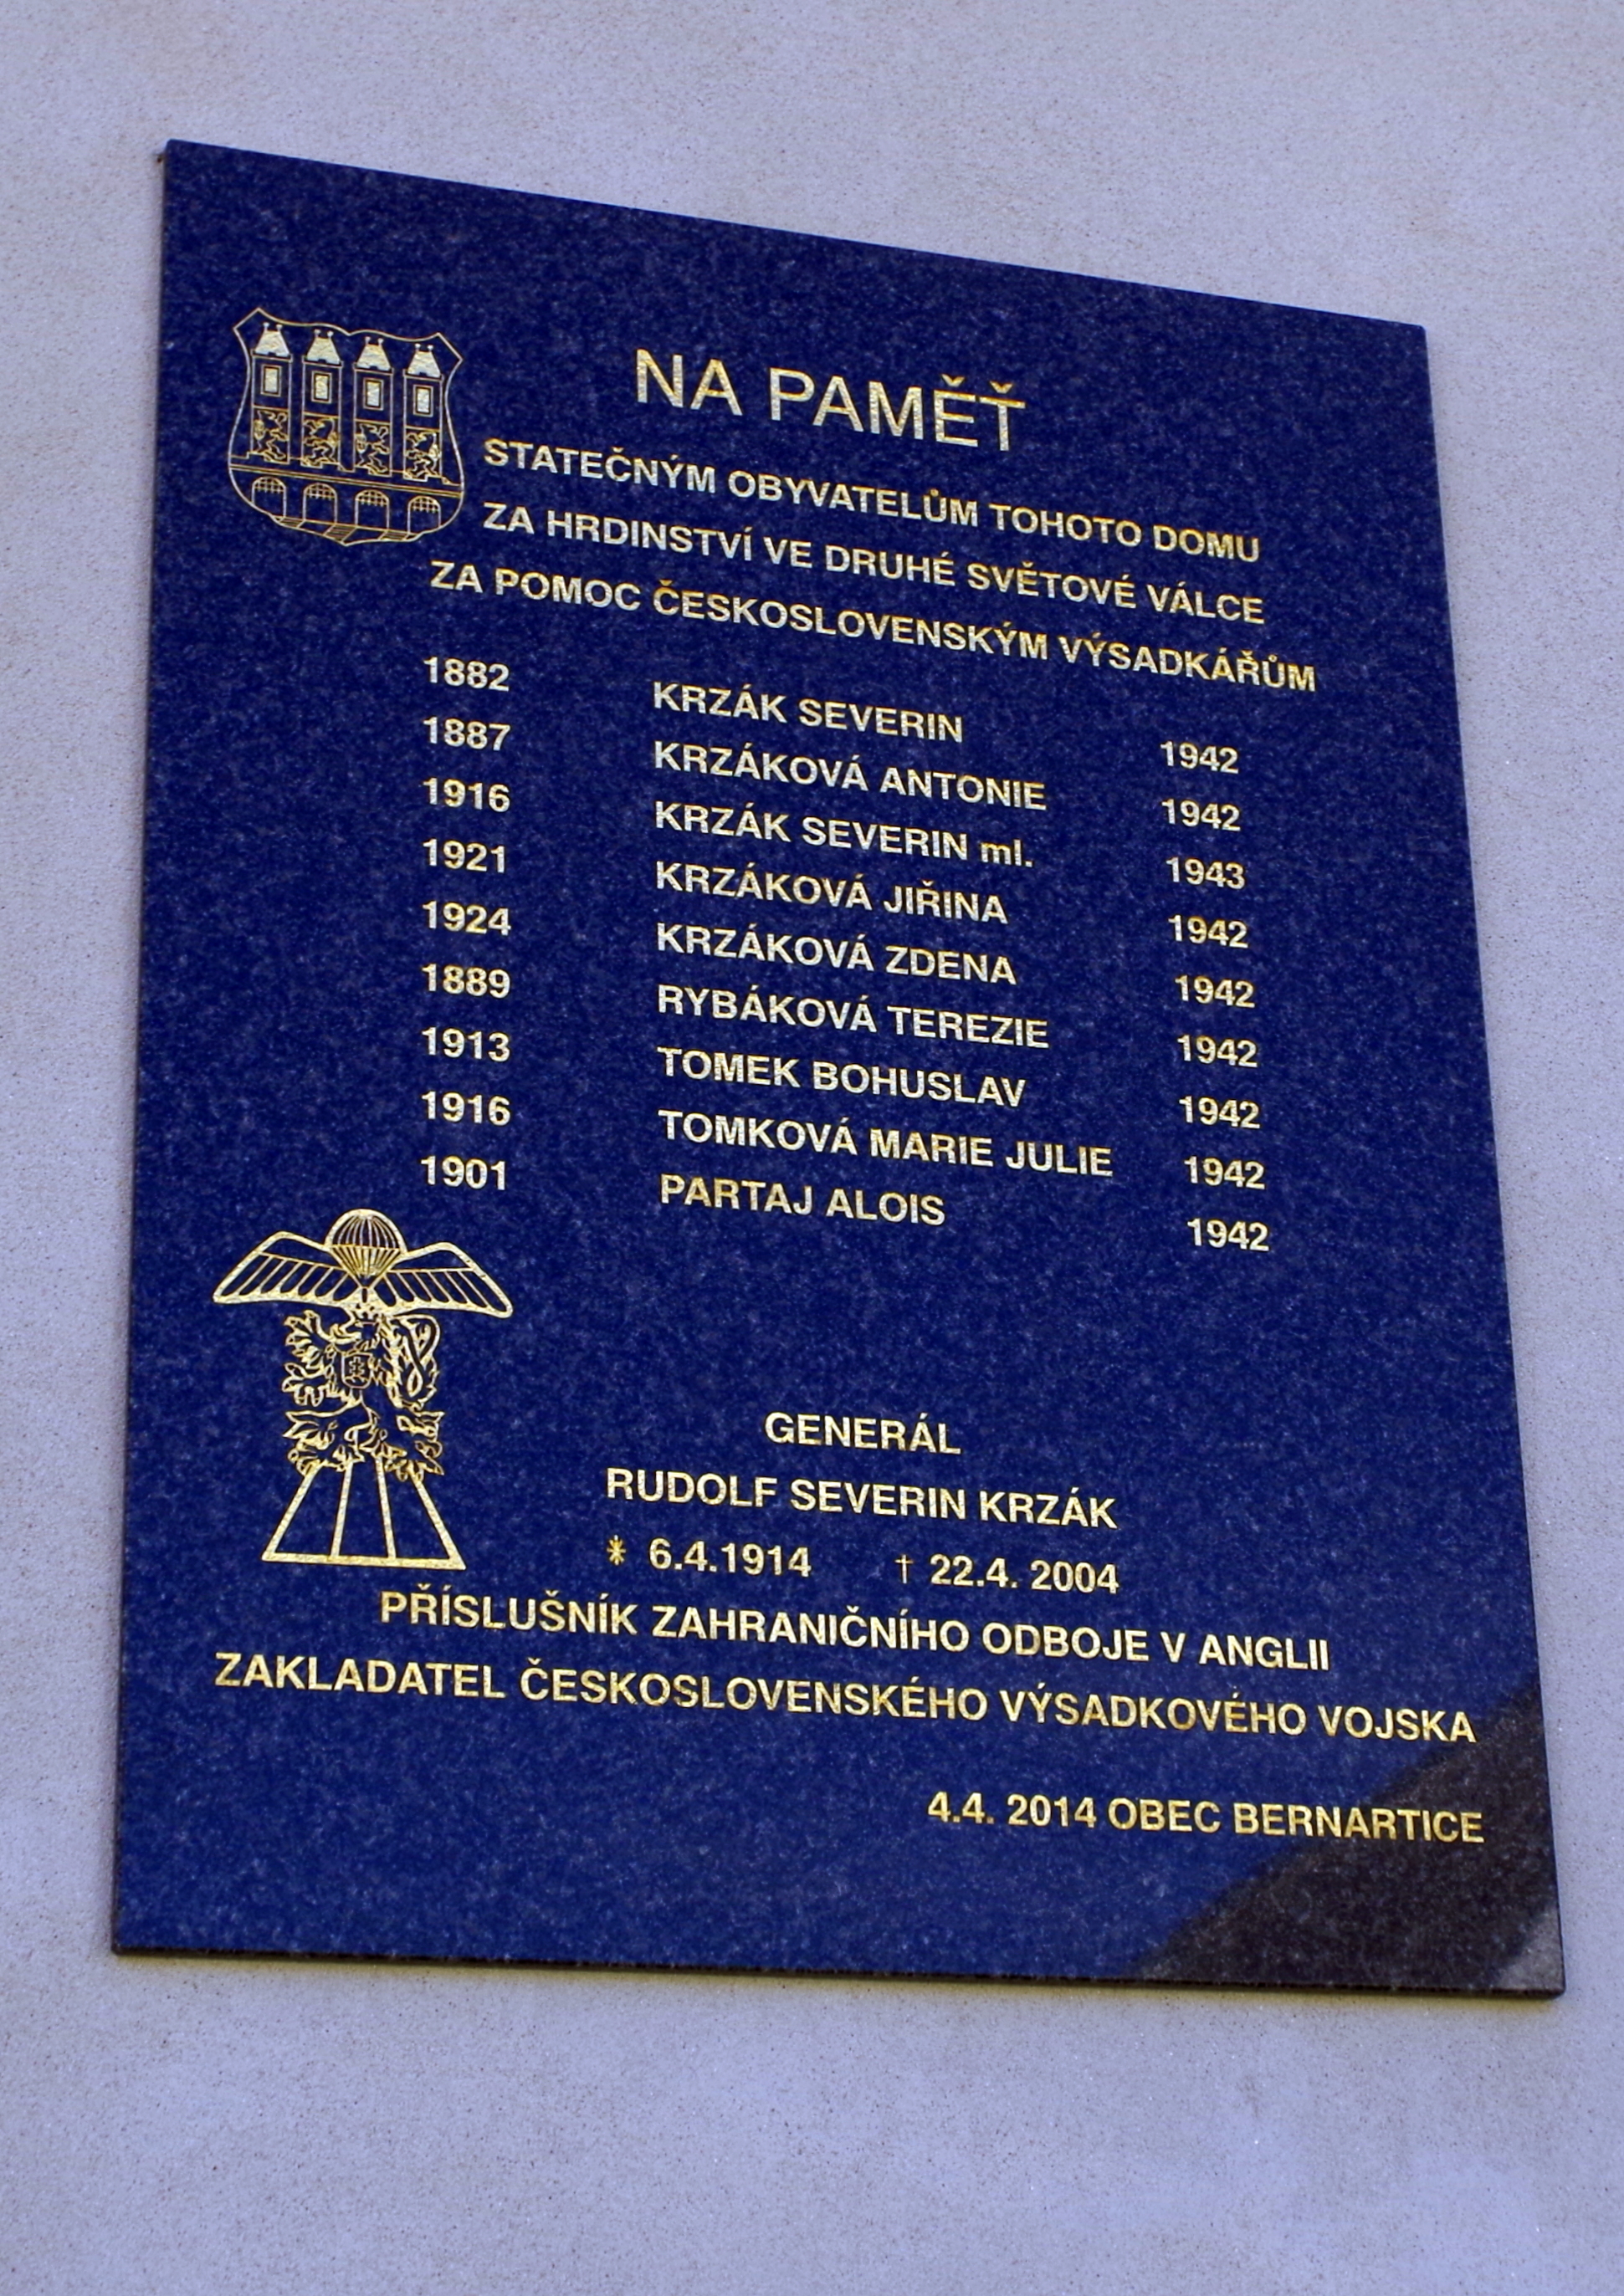 NA PAMĚŤ
STATEČNÝM OBYVATELŮM TOHOTO DOMU
ZA HRDINSTVÍ VE DRUHÉ SVĚTOVÉ VÁLCE
ZA POMOC ČESKOSLOVENSKÝM VÝSADKÁŘŮM
1882 KRZÁK SEVERIN 1942
1887 KRZÁKOVÁ ANTONIE 1942
1916 KRZÁK SEVERIN ml. 1943
1921 KRZÁKOVÁ JIŘINA 1942
1924 KRZÁKOVÁ ZDENA 1942
1889 RYBÁKOVÁ TEREZIE 1942
1913 TOMEK BOHUSLAV 1942
1916 TOMKOVÁ MARIE JULIE 1942
1901 PARTAJ ALOIS 1942
GENERÁL
RUDOLF SEVERIN KRZÁK
* 6.4.1914 † 22.4. 2004
PŘÍSLUŠNÍK ZAHRANIČNÍHO ODBOJE V ANGLII
ZAKLADATEL ČESKOSLOVENSKÉHO VÝSADKOVÉHO VOJSKA
4.4. 2014 OBEC BERNARTICE